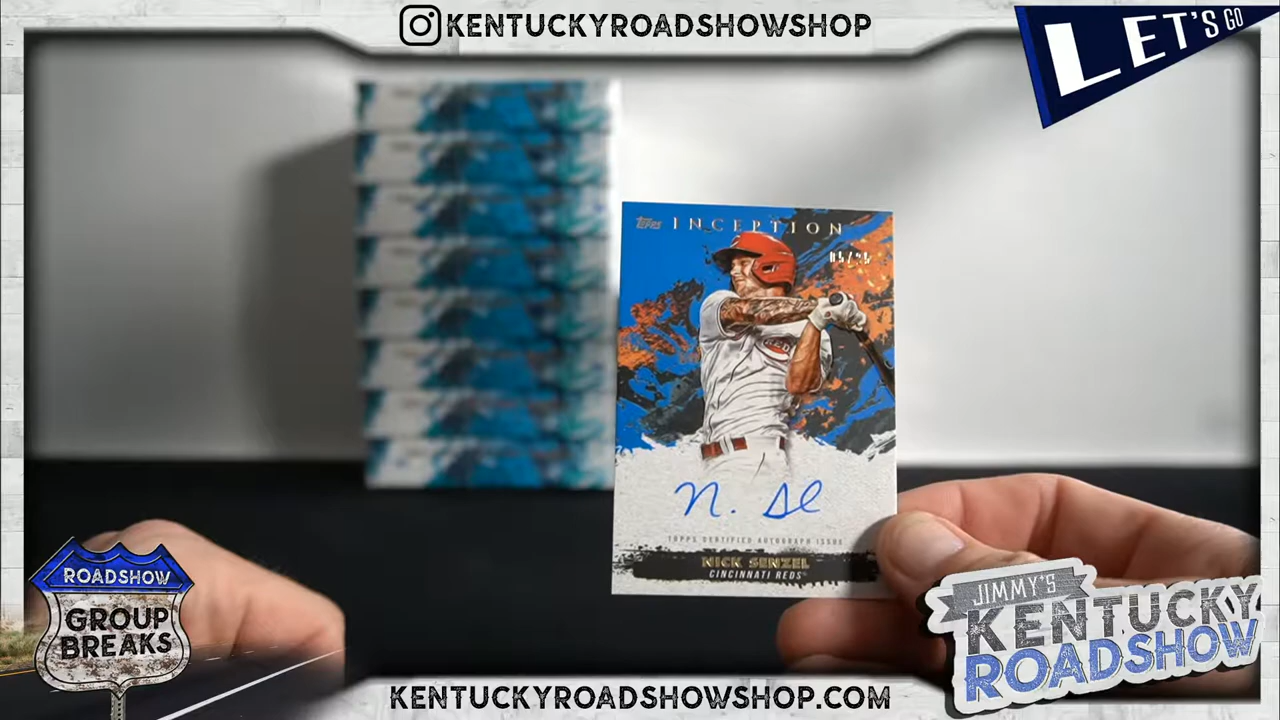 KENTUCKYROADSHOWSHOP
LET'S GO
TOPPS INCEPTION
N. Sl
TOPPS CERTIFIED AUTOGRAPH ISSUE
NICK SENZEL
CINCINNATI REDS
REDS
ROADSHOW
GROUP
BREAKS
JIMMY'S
KENTUCKY
ROADSHOW
KENTUCKYROADSHOWSHOP.COM